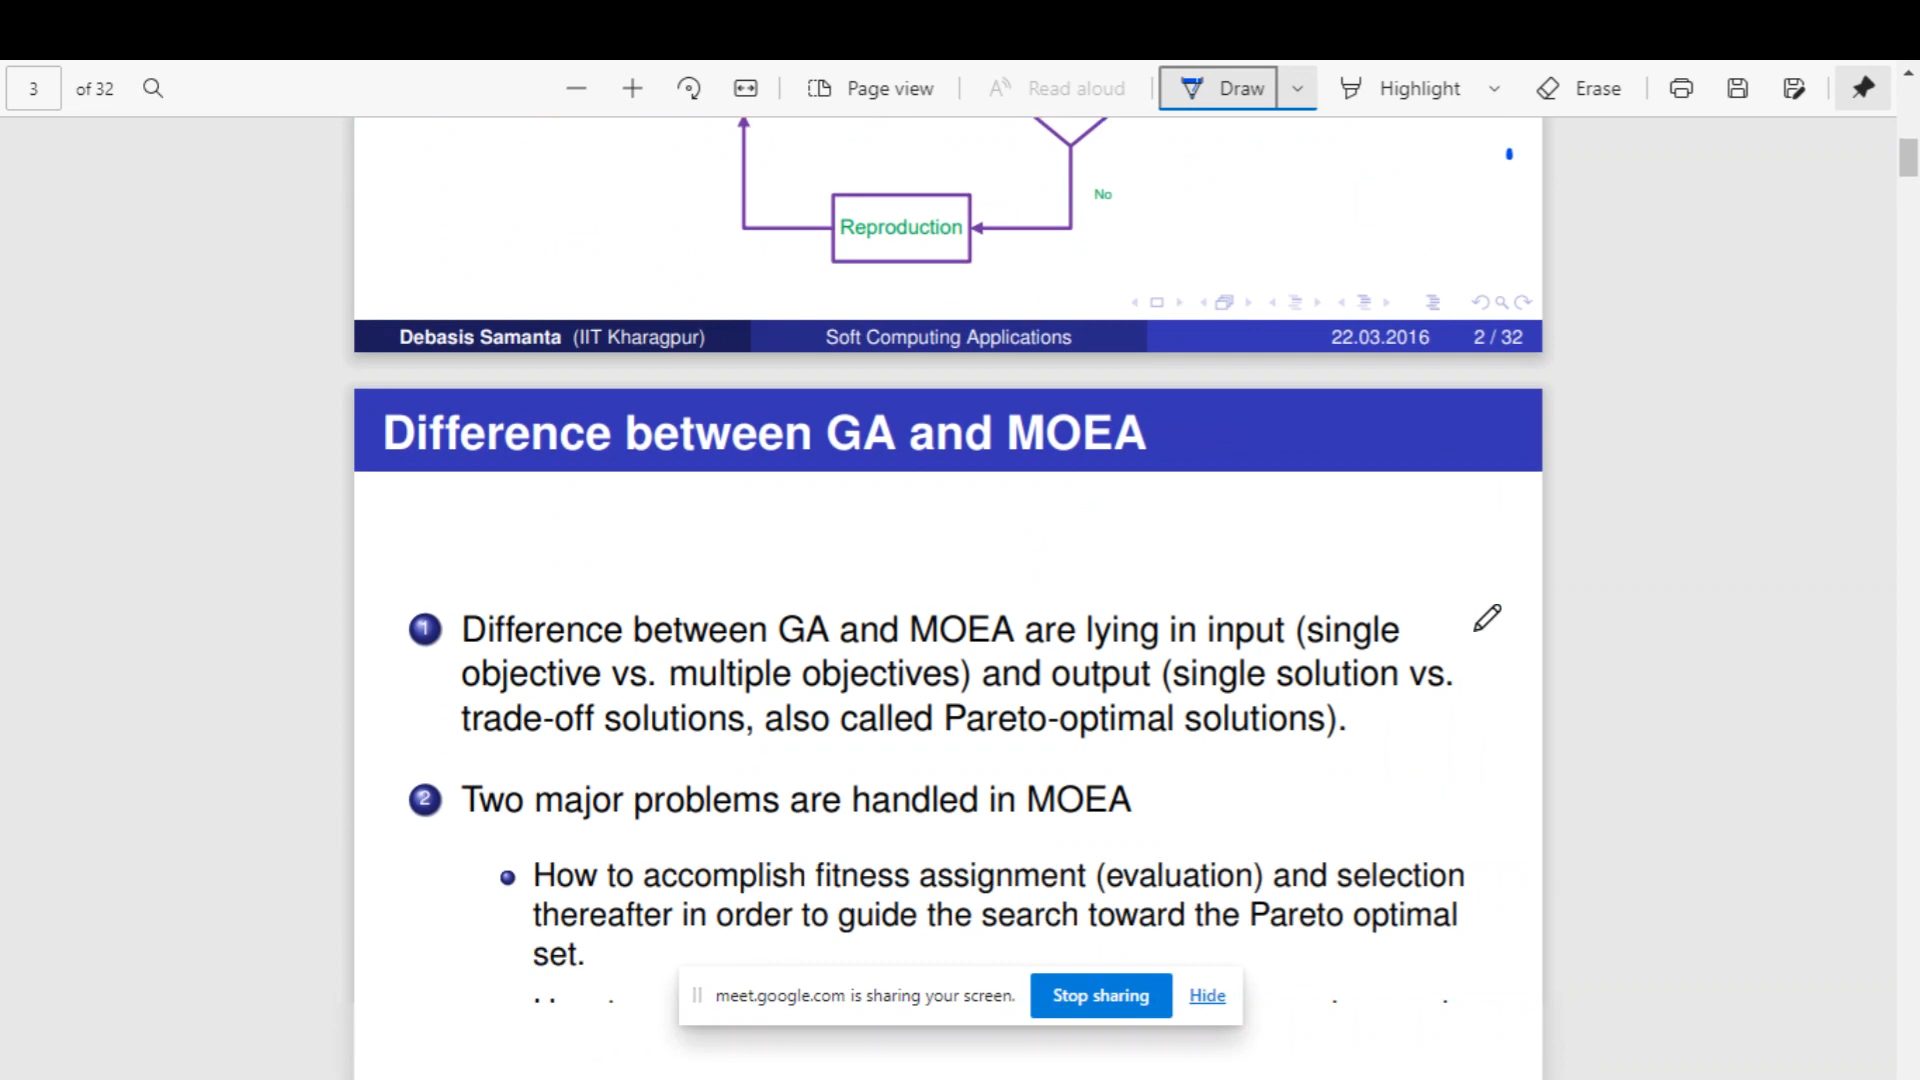 3 of 32 Page view Read aloud Draw Highlight Erase
No
Reproduction
Debasis Samanta (IIT Kharagpur) Soft Computing Applications 22.03.2016 2 / 32
Difference between GA and MOEA
1 Difference between GA and MOEA are lying in input (single
objective vs. multiple objectives) and output (single solution vs.
trade-off solutions, also called Pareto-optimal solutions).
2 Two major problems are handled in MOEA
How to accomplish fitness assignment (evaluation) and selection
thereafter in order to guide the search toward the Pareto optimal
set.
meet.google.com is sharing your screen. Stop sharing Hide